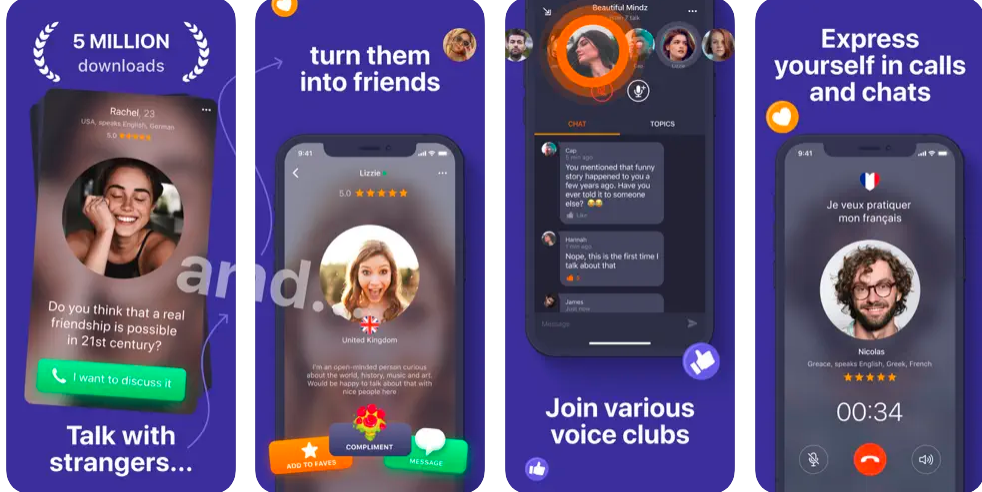 5 MILLION
downloads
Rachel, 23
USA, speaks English, German
5.0
Do you think that a real
friendship is possible
in 21st century?
I want to discuss it
Talk with
strangers...
and...
turn them
into friends
9:41
Lizzie
5.0
United Kingdom
I'm an open-minded person curious
about the world, history, music and art.
Would be happy to talk about that with
nice people here
ADD TO FAVES
COMPLIMENT
MESSAGE
Beautiful Mindz
7 talk
Lizzie
CHAT
TOPICS
Cap
5 min ago
You mentioned that funny
story happened to you a
few years ago. Have you
ever told it to someone
else? 😂😂
Like
Hannah
7 min ago
Nope, this is the first time I
talk about that
James
Just now
Message
Join various
voice clubs
Express
yourself in calls
and chats
9:41
Je veux pratiquer
mon français
Nicolas
Greace, speaks English, Greek, French
00:34